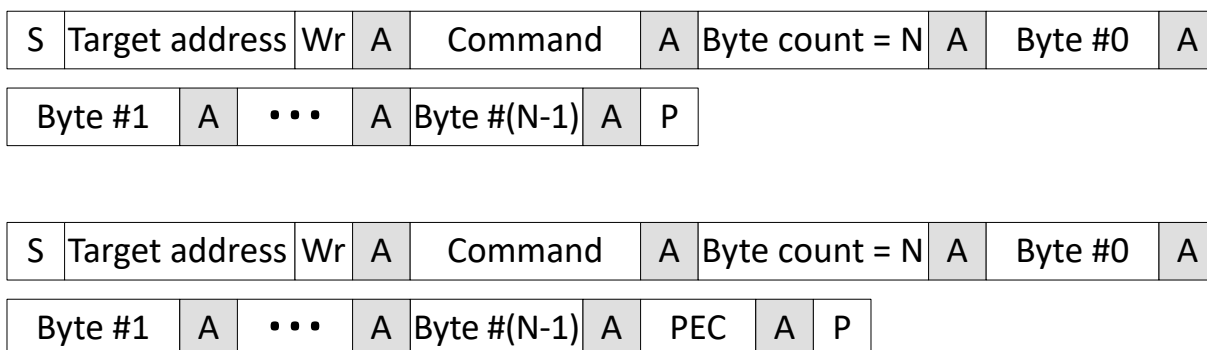 S Target address Wr A Command A Byte count = N A Byte #0 A
Byte #1 A ••• A Byte #(N-1) A P
S Target address Wr A Command A Byte count = N A Byte #0 A
Byte #1 A ••• A Byte #(N-1) A PEC A P